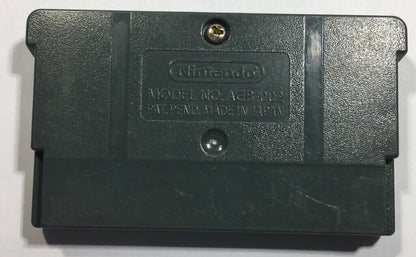 Nintendo
MODEL NO.: AGB-002
PAT. PEND. MADE IN JAPAN